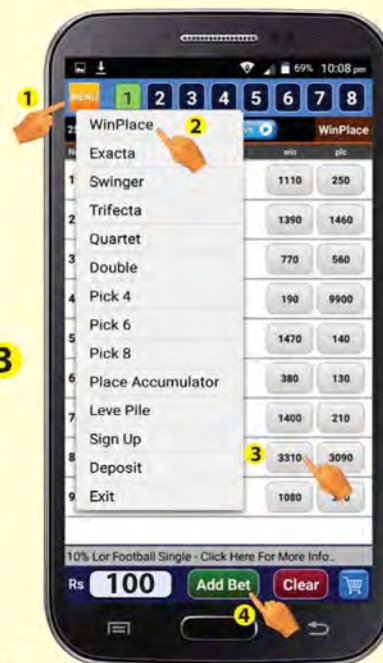 69% 10:08 pm
1
MENU 1 2 3 4 5 6 7 8
WinPlace 2
WinPlace
Exacta
win plc
Swinger
1 1110 250
Trifecta
2 1390 1460
Quartet
3 770 560
Double
Pick 4
4 190 9900
Pick 6
5 1470 140
Pick 8
3
6 380 130
Place Accumulator
Leve Pile
7 1400 210
Sign Up
8 3 3310 3090
Deposit
Exit
9 1080
10% Lor Football Single - Click Here For More Info..
Rs 100 Add Bet Clear
4